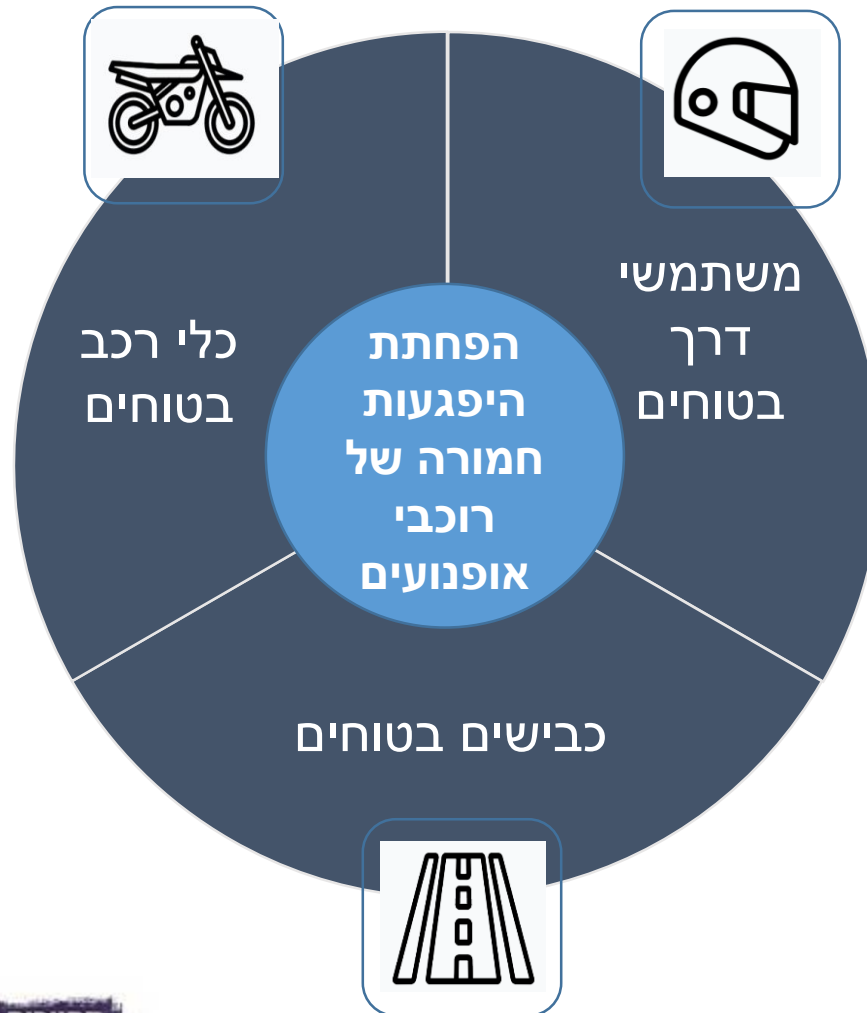 משתמשי
דרך
בטוחים
כלי רכב
בטוחים
הפחתת
היפגעות
חמורה של
רוכבי
אופנועים
כבישים בטוחים